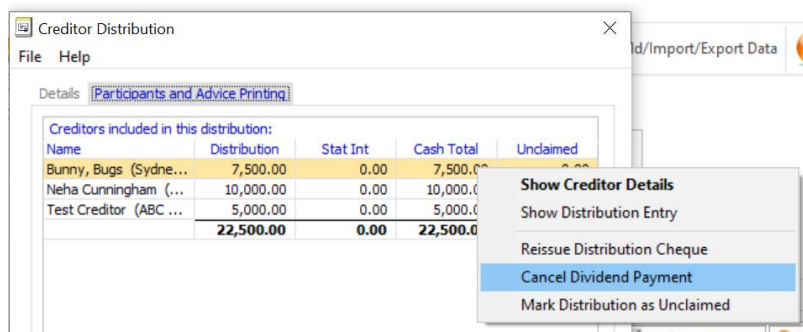 Creditor Distribution
File Help
ld/Import/Export Data
Details Participants and Advice Printing
Creditors included in this distribution:
Name Distribution Stat Int Cash Total Unclaimed
Bunny, Bugs (Sydne... 7,500.00 0.00 7,500.00 0.00
Neha Cunningham (... 10,000.00 0.00 10,000.0
Test Creditor (ABC ... 5,000.00 0.00 5,000.0
22,500.00 0.00 22,500.0
Show Creditor Details
Show Distribution Entry
Reissue Distribution Cheque
Cancel Dividend Payment
Mark Distribution as Unclaimed